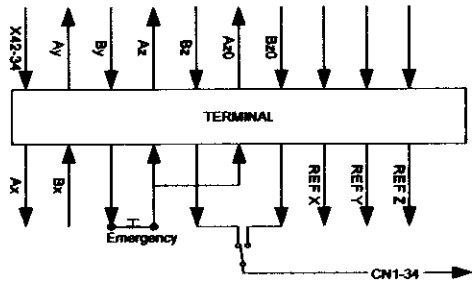 X42-34
Ay
By
Az
Bz
Az0
Bz0
TERMINAL
Ax
Bx
Emergency
REF X
REF Y
REF Z
CN1-34